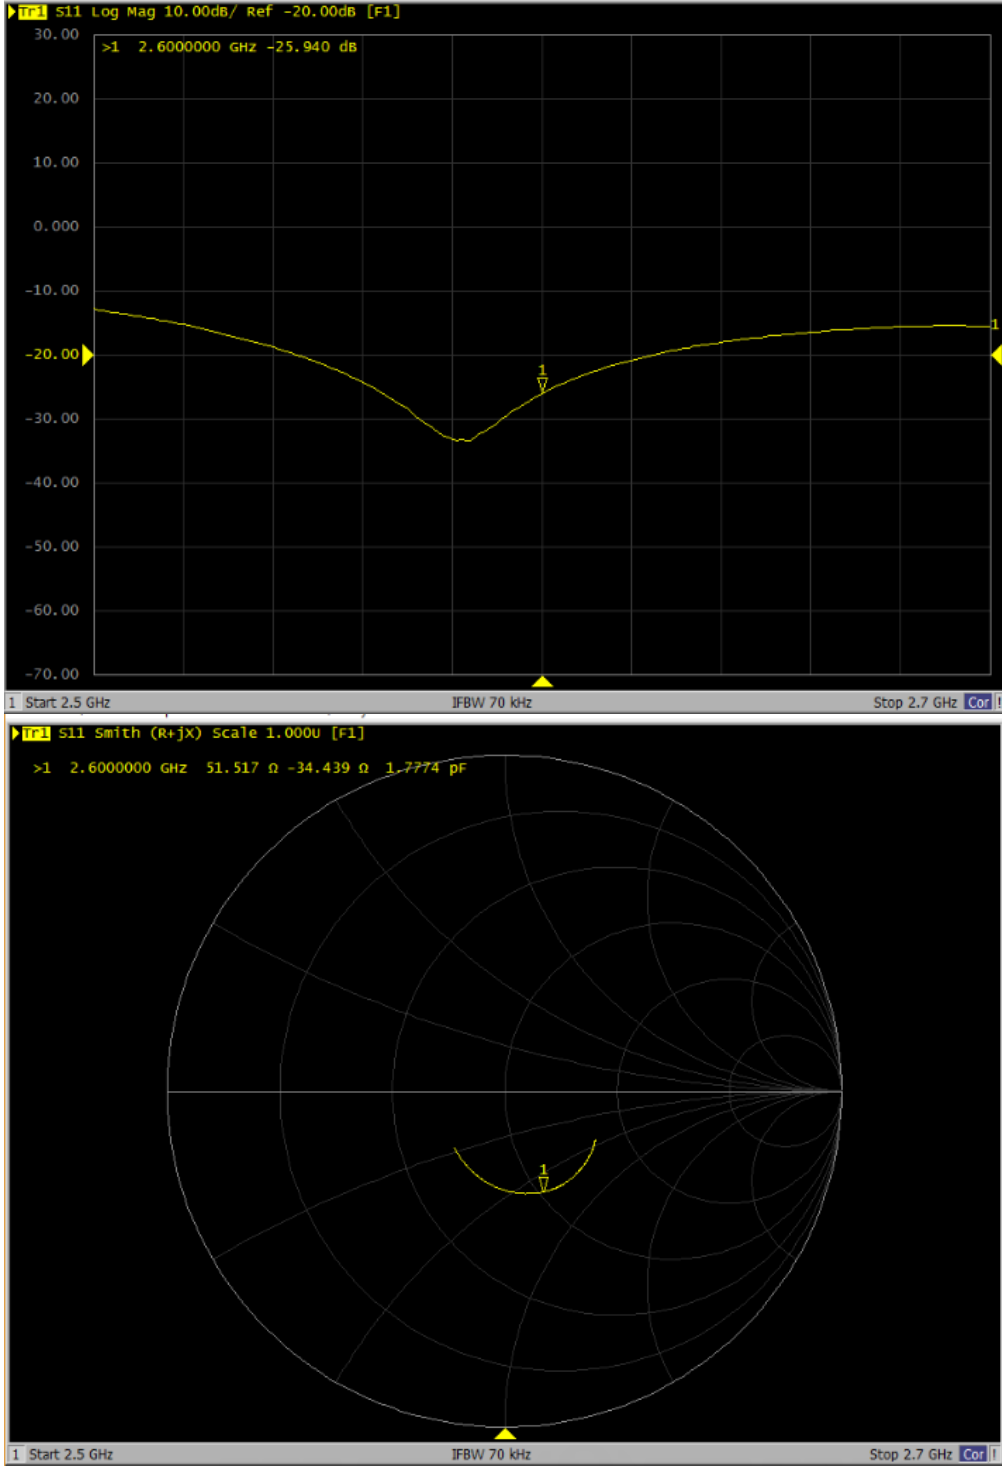 Tr1 S11 Log Mag 10.00dB/ Ref -20.00dB [F1]
30.00
>1 2.6000000 GHz -25.940 dB
20.00
10.00
0.000
-10.00
1
-20.00
1
-30.00
-40.00
-50.00
-60.00
-70.00
1 Start 2.5 GHz IFBW 70 kHz Stop 2.7 GHz Cor !
Tr1 S11 Smith (R+jX) Scale 1.000U [F1]
>1 2.6000000 GHz 51.517 Ω -34.439 Ω 1.7774 pF
1
1 Start 2.5 GHz IFBW 70 kHz Stop 2.7 GHz Cor !